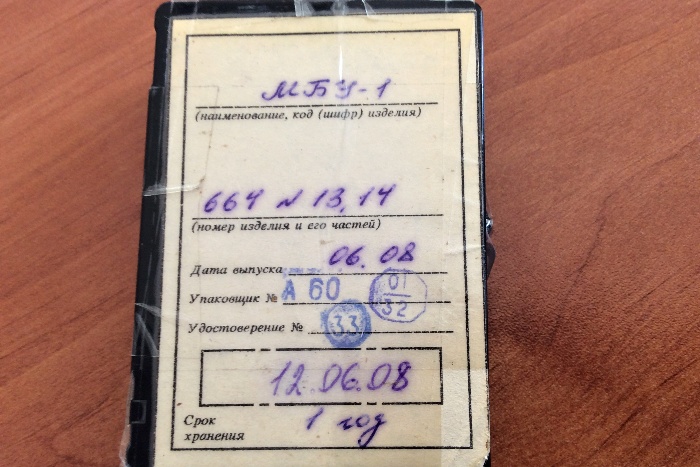 МБУ-1
(наименование, код (шифр) изделия)
664 N 13, 14
(номер изделия и его частей)
Дата выпуска 06.08
Упаковщик № А 60 01 32
Удостоверение № 33
12.06.08
Срок хранения 1 год